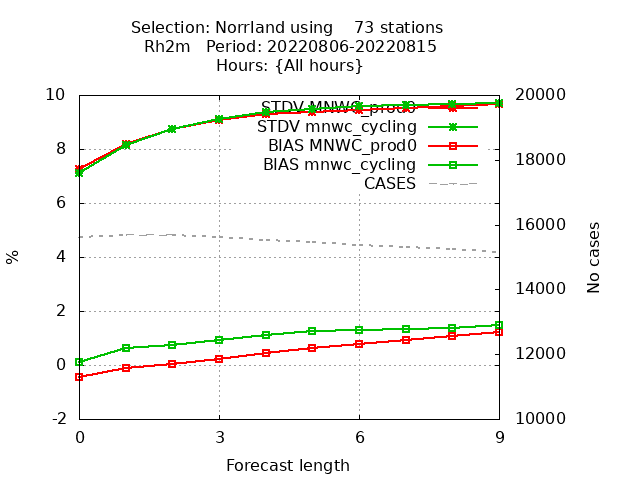 Selection: Norrland using 73 stations
Rh2m Period: 20220806-20220815
Hours: {All hours}
10
8
6
4
2
0
-2
%
STDV MNWC_prod0
STDV mnwc_cycling
BIAS MNWC_prod0
BIAS mnwc_cycling
CASES
20000
18000
16000
14000
12000
10000
No cases
0
3
6
9
Forecast length